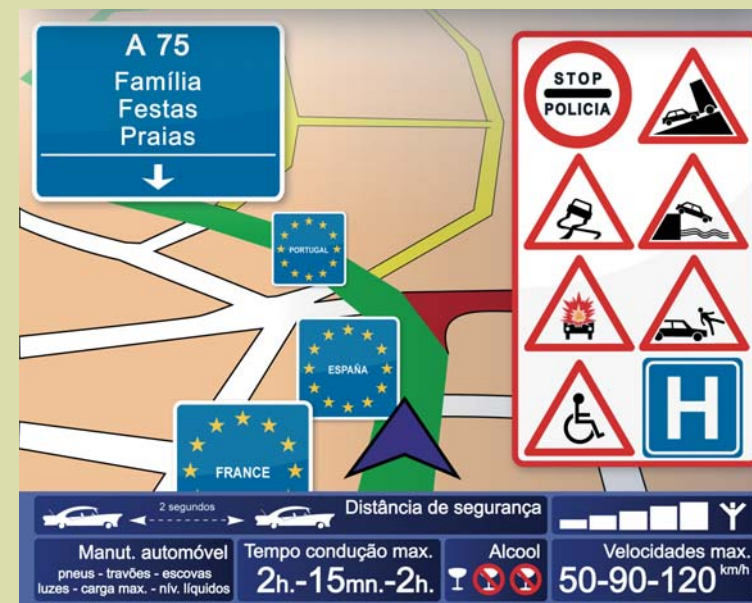 A 75
Família
Festas
Praias
STOP
POLICIA
PORTUGAL
ESPAÑA
FRANCE
H
2 segundos
Distância de segurança
Manut. automóvel
pneus - travões - escovas
luzes - carga max. - nív. líquidos
Tempo condução max.
2h.-15mn.-2h.
Alcool
Velocidades max.
50-90-120 km/h